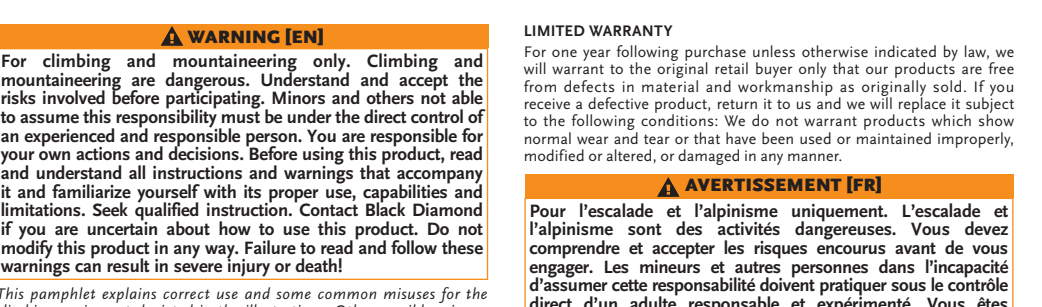 WARNING [EN]
For climbing and mountaineering only. Climbing and
mountaineering are dangerous. Understand and accept the
risks involved before participating. Minors and others not able
to assume this responsibility must be under the direct control of
an experienced and responsible person. You are responsible for
your own actions and decisions. Before using this product, read
and understand all instructions and warnings that accompany
it and familiarize yourself with its proper use, capabilities and
limitations. Seek qualified instruction. Contact Black Diamond
if you are uncertain about how to use this product. Do not
modify this product in any way. Failure to read and follow these
warnings can result in severe injury or death!
This pamphlet explains correct use and some common misuses for the
LIMITED WARRANTY
For one year following purchase unless otherwise indicated by law, we
will warrant to the original retail buyer only that our products are free
from defects in material and workmanship as originally sold. If you
receive a defective product, return it to us and we will replace it subject
to the following conditions: We do not warrant products which show
normal wear and tear or that have been used or maintained improperly,
modified or altered, or damaged in any manner.
AVERTISSEMENT [FR]
Pour l'escalade et l'alpinisme uniquement. L'escalade et
l'alpinisme sont des activités dangereuses. Vous devez
comprendre et accepter les risques encourus avant de vous
engager. Les mineurs et autres personnes dans l'incapacité
d'assumer cette responsabilité doivent pratiquer sous le contrôle
direct d'un adulte responsable et expérimenté. Vous êtes